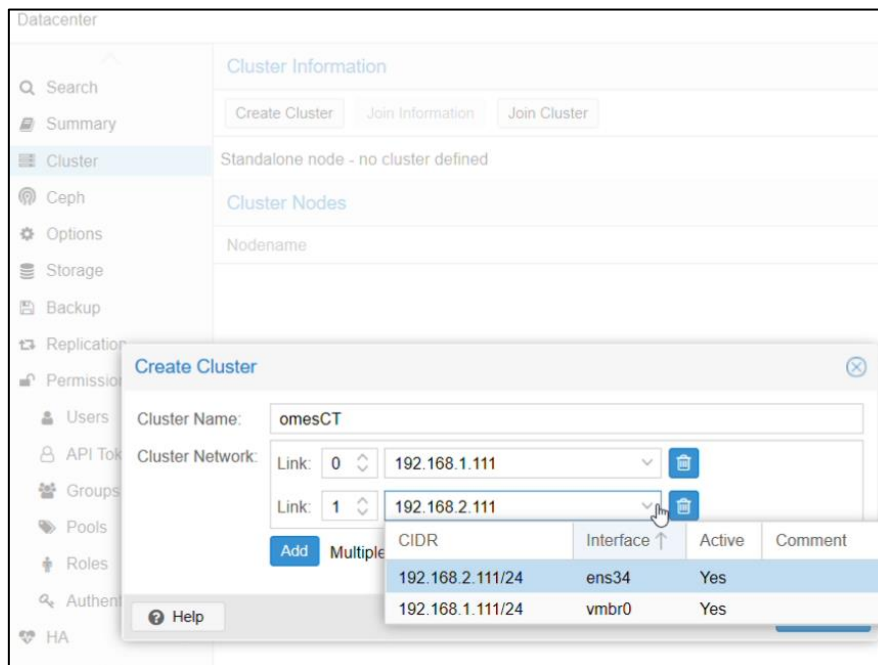 Datacenter
Search
Summary
Cluster
Ceph
Options
Storage
Backup
Replication
Permission
Users
API Tok
Groups
Pools
Roles
Authent
HA
Cluster Information
Create Cluster Join Information Join Cluster
Standalone node - no cluster defined
Cluster Nodes
Nodename
Create Cluster
Cluster Name: omesCT
Cluster Network: Link: 0 192.168.1.111
Link: 1 192.168.2.111
Add Multiple
CIDR Interface ↑ Active Comment
192.168.2.111/24 ens34 Yes
192.168.1.111/24 vmbr0 Yes
Help